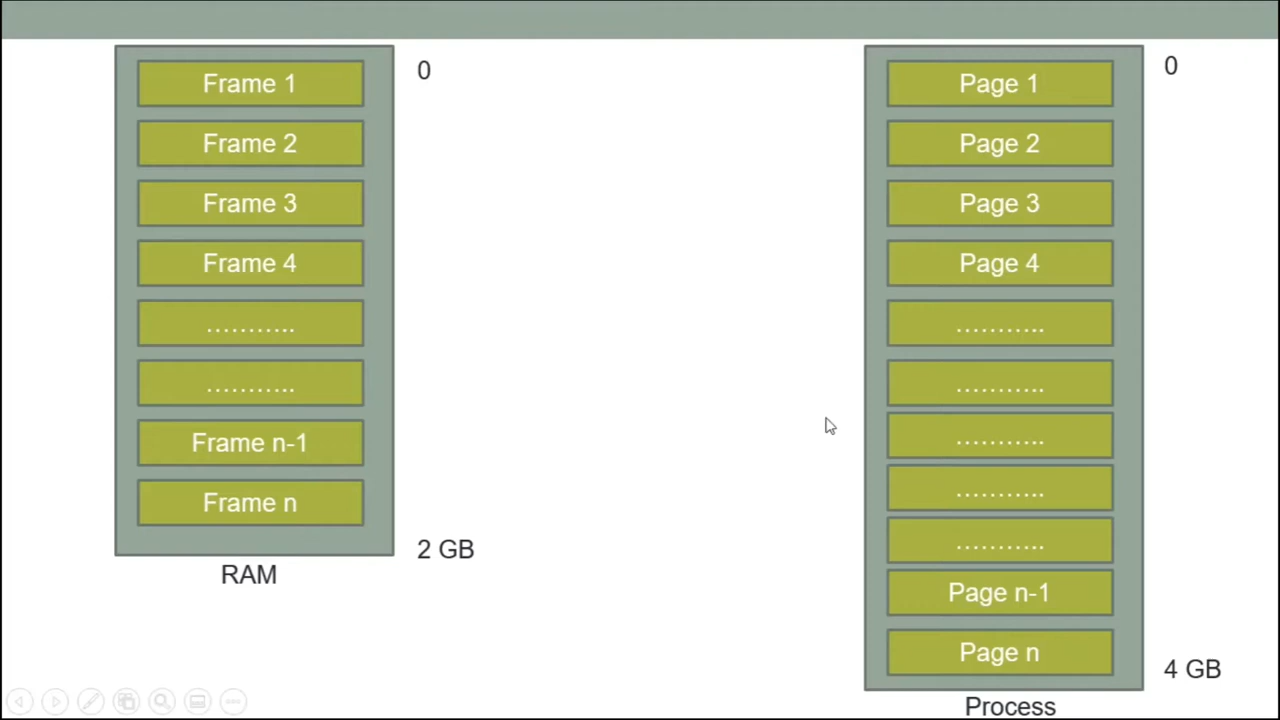 Frame 1
Frame 2
Frame 3
Frame 4
………..
………..
Frame n-1
Frame n
0
2 GB
RAM
Page 1
Page 2
Page 3
Page 4
………..
………..
………..
………..
………..
Page n-1
Page n
0
4 GB
Process